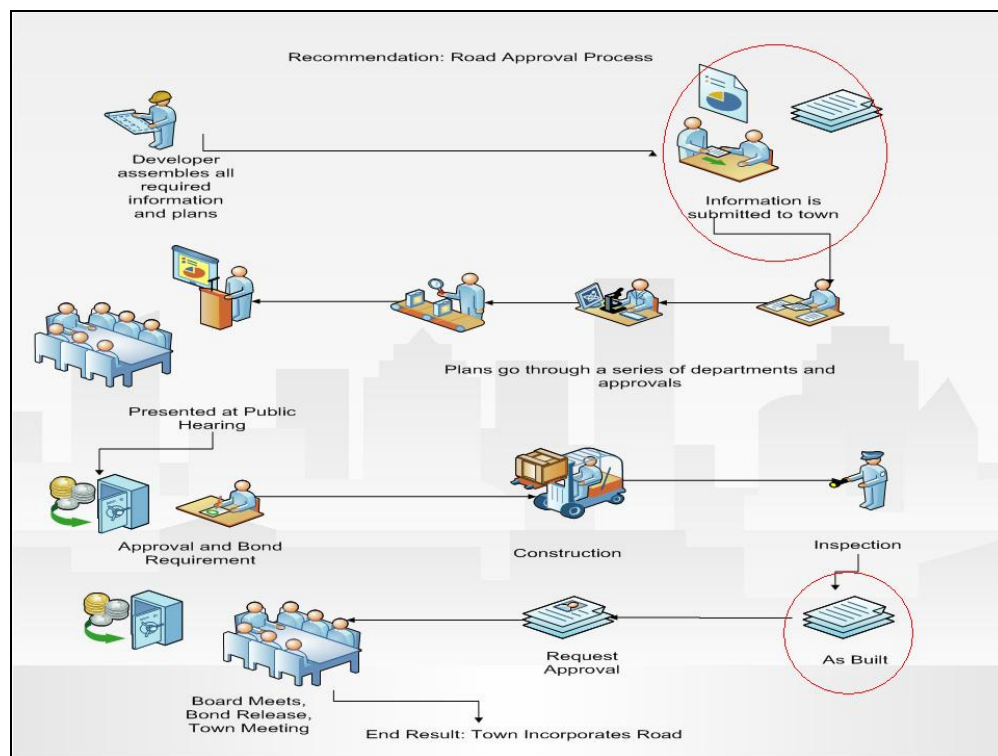 Recommendation: Road Approval Process
Developer
assembles all
required
information
and plans
Information is
submitted to town
Plans go through a series of departments and
approvals
Presented at Public
Hearing
Approval and Bond
Requirement
Construction
Inspection
As Built
Request
Approval
Board Meets,
Bond Release,
Town Meeting
End Result: Town Incorporates Road